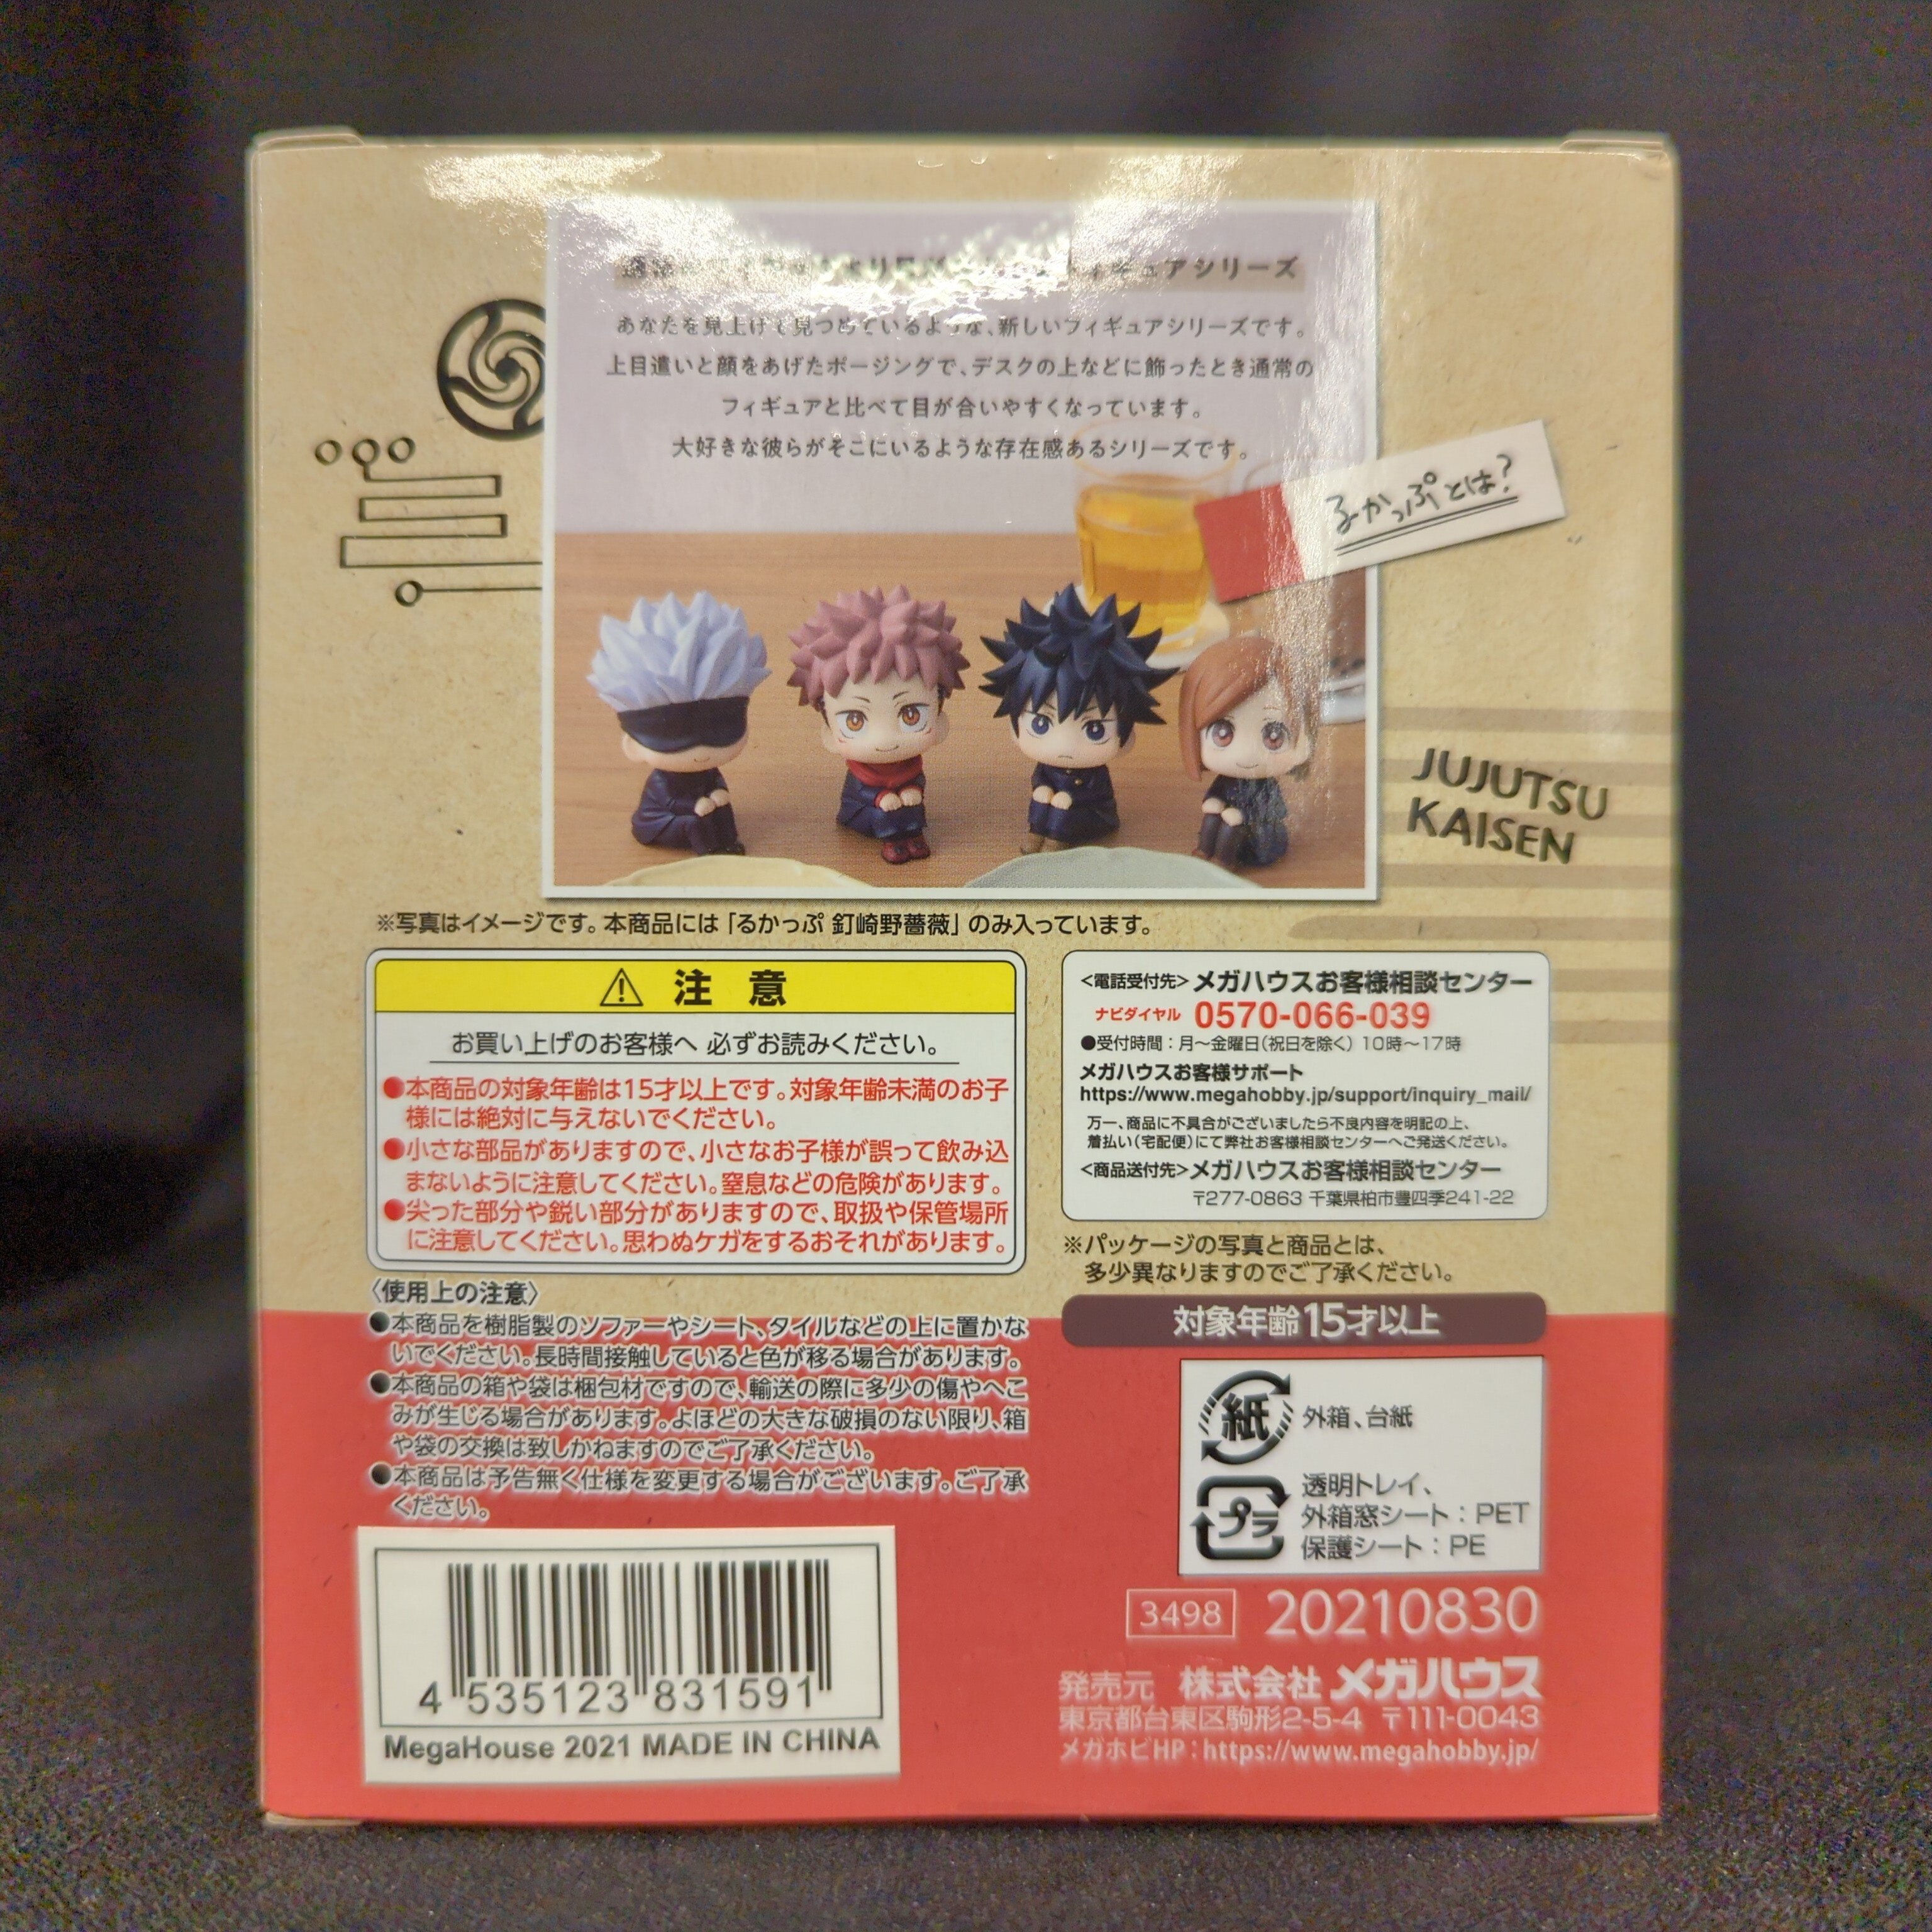 フィギュアシリーズ
あなたを見上げて見つめているような、新しいフィギュアシリーズです。
上目遣いと顔をあげたポージングで、デスクの上などに飾ったとき通常の
フィギュアと比べて目が合いやすくなっています。
大好きな彼らがそこにいるような存在感あるシリーズです。
るかっぷとは?
JUJUTSU
KAISEN
※写真はイメージです。本商品には「るかっぷ 釘崎野薔薇」のみ入っています。
⚠ 注意
お買い上げのお客様へ 必ずお読みください。
●本商品の対象年齢は15才以上です。対象年齢未満のお子
様には絶対に与えないでください。
●小さな部品がありますので、小さなお子様が誤って飲み込
まないように注意してください。窒息などの危険があります。
●尖った部分や鋭い部分がありますので、取扱や保管場所
に注意してください。思わぬケガをするおそれがあります。
〈使用上の注意〉
●本商品を樹脂製のソファーやシート、タイルなどの上に置かな
いでください。長時間接触していると色が移る場合があります。
●本商品の箱や袋は梱包材ですので、輸送の際に多少の傷やへこ
みが生じる場合があります。よほどの大きな破損のない限り、箱
や袋の交換は致しかねますのでご了承ください。
●本商品は予告無く仕様を変更する場合がございます。ご了承
ください。
4 535123 831591
MegaHouse 2021 MADE IN CHINA
<電話受付先>メガハウスお客様相談センター
ナビダイヤル 0570-066-039
●受付時間:月〜金曜日(祝日を除く) 10時〜17時
メガハウスお客様サポート
https://www.megahobby.jp/support/inquiry_mail/
万一、商品に不具合がございましたら不良内容を明記の上、
着払い(宅配便)にて弊社お客様相談センターへご発送ください。
<商品送付先>メガハウスお客様相談センター
〒277-0863 千葉県柏市豊四季241-22
※パッケージの写真と商品とは、
多少異なりますのでご了承ください。
対象年齢15才以上
紙 外箱、台紙
プラ 透明トレイ、
外箱窓シート:PET
保護シート:PE
3498 20210830
発売元 株式会社メガハウス
東京都台東区駒形2-5-4 〒111-0043
メガホビHP:https://www.megahobby.jp/